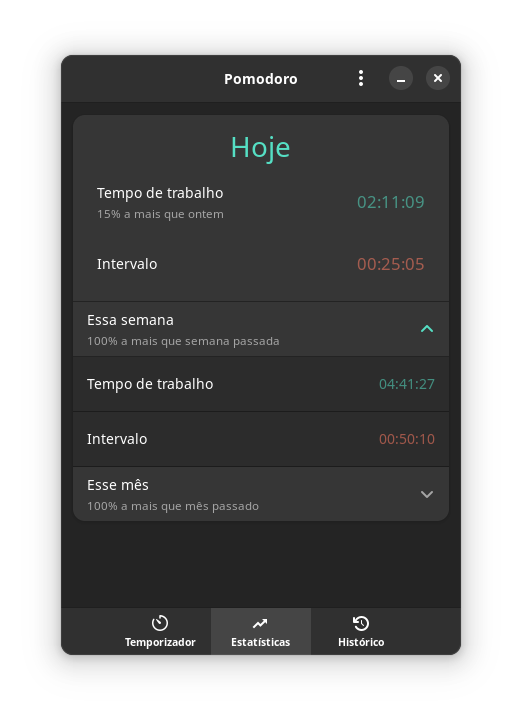 Pomodoro
Hoje
Tempo de trabalho
15% a mais que ontem
02:11:09
Intervalo
00:25:05
Essa semana
100% a mais que semana passada
Tempo de trabalho
04:41:27
Intervalo
00:50:10
Esse mês
100% a mais que mês passado
Temporizador
Estatísticas
Histórico